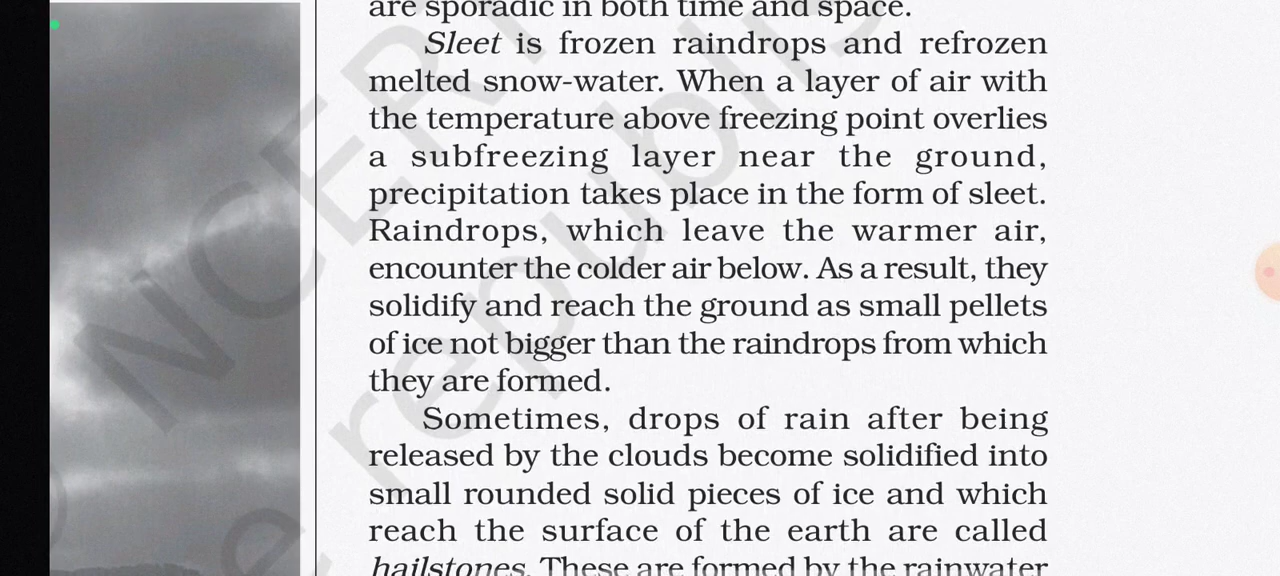 are sporadic in both time and space.
Sleet is frozen raindrops and refrozen
melted snow-water. When a layer of air with
the temperature above freezing point overlies
a subfreezing layer near the ground,
precipitation takes place in the form of sleet.
Raindrops, which leave the warmer air,
encounter the colder air below. As a result, they
solidify and reach the ground as small pellets
of ice not bigger than the raindrops from which
they are formed.
Sometimes, drops of rain after being
released by the clouds become solidified into
small rounded solid pieces of ice and which
reach the surface of the earth are called
hailstones. These are formed by the rainwater
NCERT
republis